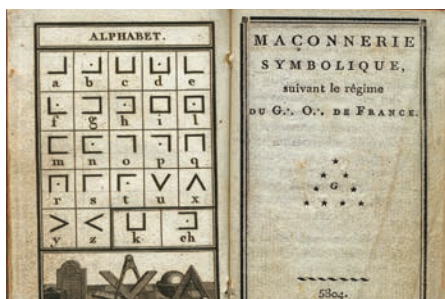 ALPHABET.
a b c d e
f g h i l
m n o p q
r s t u x
y z k ch
MAÇONNERIE
SYMBOLIQUE,
suivant le régime
DU G∴ O∴ DE FRANCE.
G
5804.